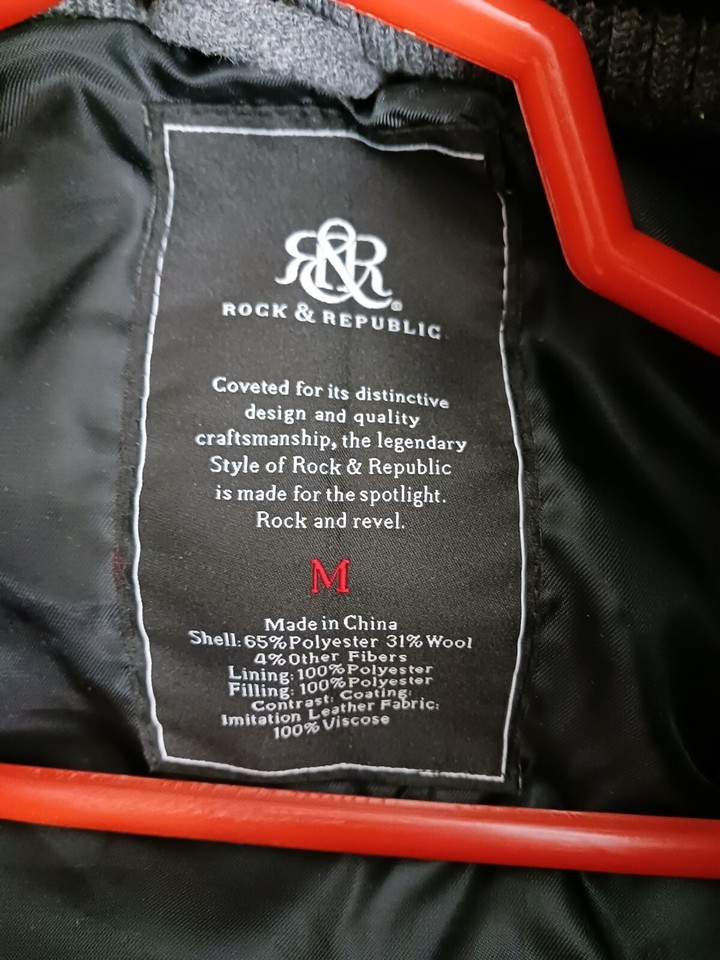 R&R®
ROCK & REPUBLIC
Coveted for its distinctive
design and quality
craftsmanship, the legendary
Style of Rock & Republic
is made for the spotlight.
Rock and revel.
M
Made in China
Shell: 65% Polyester 31% Wool
4% Other Fibers
Lining: 100% Polyester
Filling: 100% Polyester
Contrast: Coating:
Imitation Leather Fabric:
100% Viscose